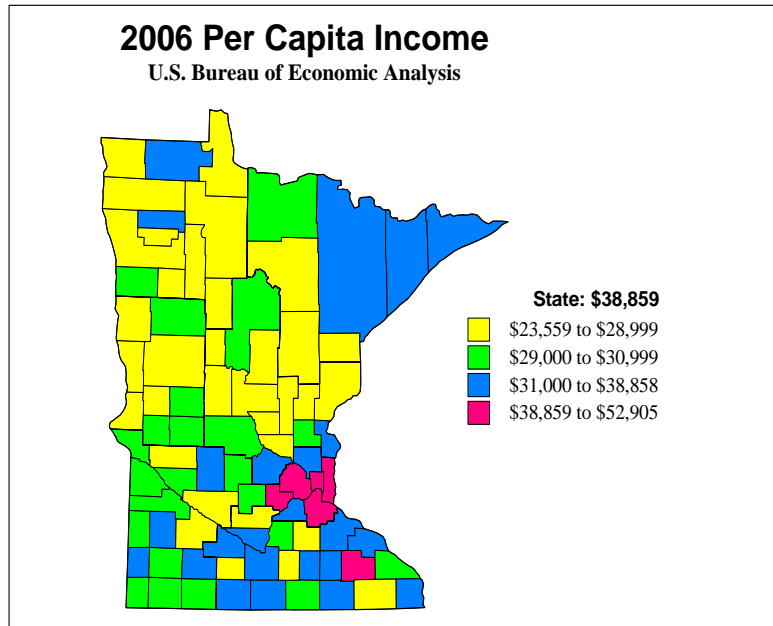 2006 Per Capita Income
U.S. Bureau of Economic Analysis
State: $38,859
$23,559 to $28,999
$29,000 to $30,999
$31,000 to $38,858
$38,859 to $52,905